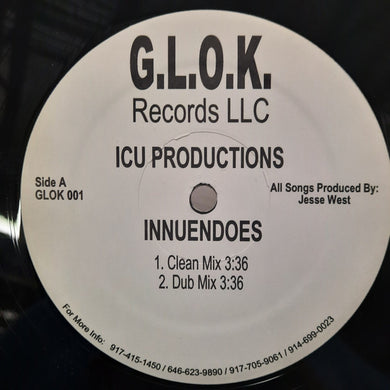 G.L.O.K.
Records LLC
ICU PRODUCTIONS
Side A
GLOK 001
All Songs Produced By:
Jesse West
INNUENDOES
1. Clean Mix 3:36
2. Dub Mix 3:36
For More Info: 917-415-1450 / 646-623-9890 / 917-705-9061 / 914-699-0023